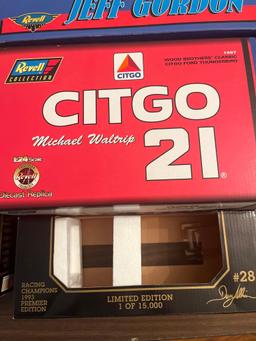 Revell
JEFF GORDON
Revell
COLLECTION
CITGO
1997
WOOD BROTHERS' CLASSIC
CITGO FORD THUNDERBIRD
CITGO
Michael Waltrip
21®
1:24 Scale
Revell
Diecast Replica
RACING
CHAMPIONS
1993
PREMIER
EDITION
LIMITED EDITION
1 OF 15,000
#28